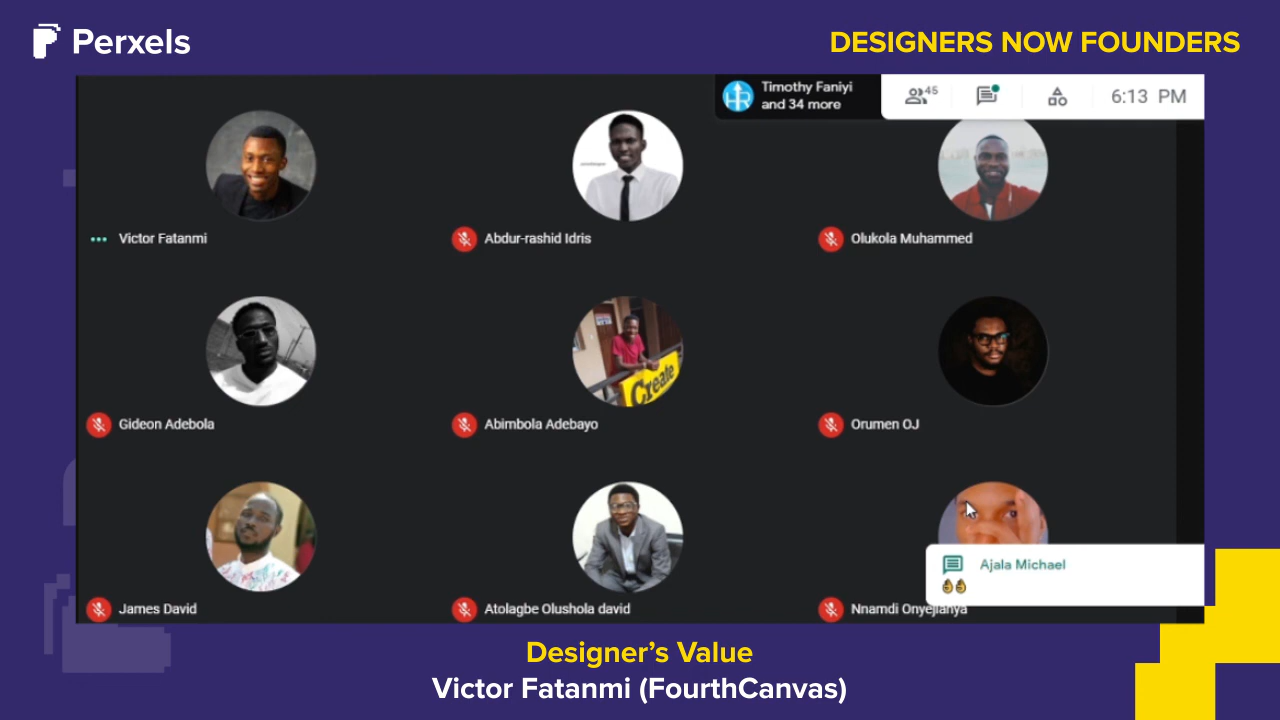 Perxels
DESIGNERS NOW FOUNDERS
Timothy Faniyi
and 34 more
45
6:13 PM
Victor Fatanmi
Abdur-rashid Idris
Olukola Muhammed
Create
Gideon Adebola
Abimbola Adebayo
Orumen OJ
Ajala Michael
👌👌
James David
Atolagbe Olushola david
Nnamdi Onyejianya
Designer's Value
Victor Fatanmi (FourthCanvas)